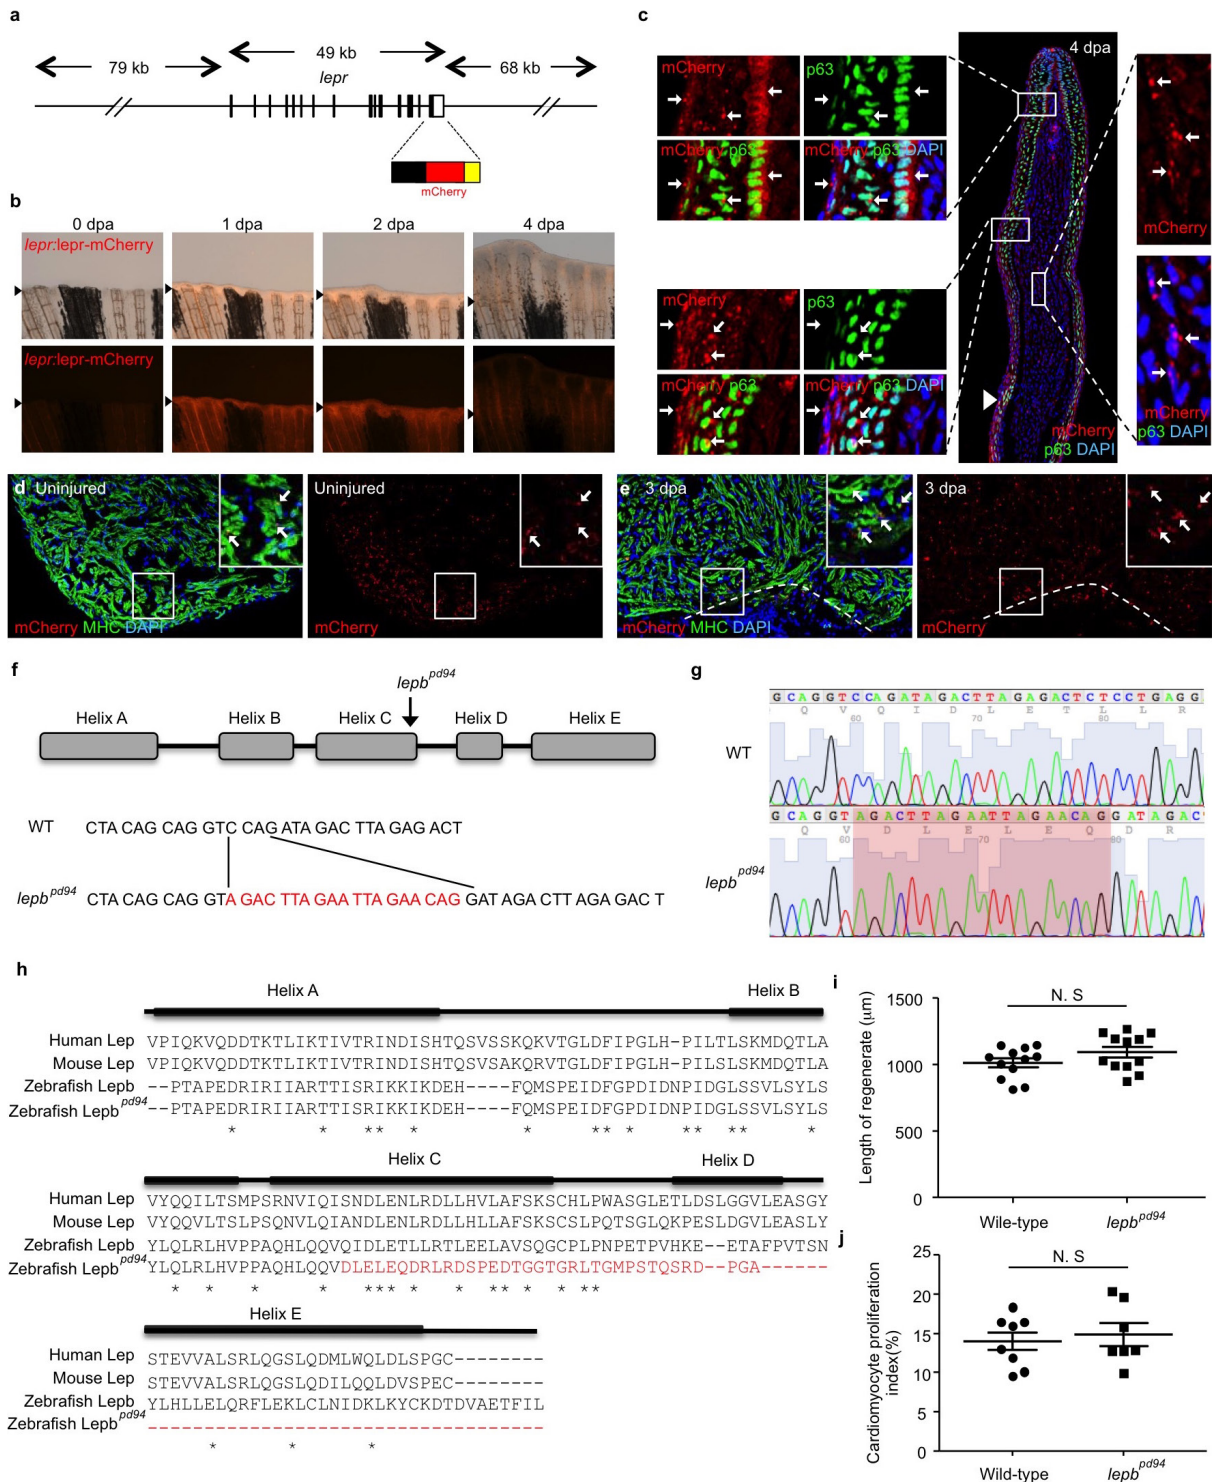 a
79 kb
49 kb
lepr
68 kb
mCherry
b
0 dpa
1 dpa
2 dpa
4 dpa
lepr:lepr-mCherry
lepr:lepr-mCherry
c
mCherry
p63
mCherry p63
mCherry p63 DAPI
mCherry
p63
mCherry p63
mCherry p63 DAPI
4 dpa
mCherry
p63 DAPI
mCherry
mCherry
p63 DAPI
d Uninjured
mCherry MHC DAPI
Uninjured
mCherry
e 3 dpa
mCherry MHC DAPI
3 dpa
mCherry
f
lepb pd94
Helix A
Helix B
Helix C
Helix D
Helix E
WT CTA CAG CAG GTC CAG ATA GAC TTA GAG ACT
lepb pd94 CTA CAG CAG GTA GAC TTA GAA TTA GAA CAG GAT AGA CTT AGA GAC T
g
G C A G G T C C A G A T A G A C T T A G A G A C T C T C C T G A G G
Q V Q I D L E T L L R
60 70 80
WT
G C A G G T A G A C T T A G A A T T A G A A C A G G A T A G A C
Q V D L E L E Q D R
60 70 80
lepb pd94
h
Helix A
Helix B
Human Lep VPIQKVQDDTKTLIKTIVTRINDISHTQSVSSKQKVTGLDFIPGLH-PILTLSKMDQTLA
Mouse Lep VPIQKVQDDTKTLIKTIVTRINDISHTQSVSAKQRVTGLDFIPGLH-PILSLSKMDQTLA
Zebrafish Lepb --PTAPEDRIRIIARTTISRIKKIKDEH----FQMSPEIDFGPDIDNPIDGLSSVLSYLS
Zebrafish Lepb pd94 --PTAPEDRIRIIARTTISRIKKIKDEH----FQMSPEIDFGPDIDNPIDGLSSVLSYLS
* * ** * * ** * ** ** *
Helix C
Helix D
Human Lep VYQQILTSMPSRNVIQISNDLENLRDLLHVLAFSKSCHLPWASGLETLDSLGGVLEASGY
Mouse Lep VYQQVLTSLPSQNVLQIANDLENLRDLLHLLAFSKSCSLPQTSGLQKPESLDGVLEASLY
Zebrafish Lepb YLQLRLHVPPAQHLQQVQIDLETLLRTLEELAVSQGCPLPNPETPVHKE--ETAFPVTSN
Zebrafish Lepb pd94 YLQLRLHVPPAQHLQQVDLELEQDRLRDSPEDTGGTGRLTGMPSTQSRD--PGA------
* * * * *** * * ** * * **
Helix E
Human Lep STEVVALSRLQGSLQDMLWQLDLSPGC--------
Mouse Lep STEVVALSRLQGSLQDILQQLDVSPEC--------
Zebrafish Lepb YLHLLELQRFLEKLCLNIDKLKYCKDTDVAETFIL
Zebrafish Lepb pd94 -----------------------------------
* * *
i
Length of regenerate (μm)
1500
1000
500
0
N. S
Wile-type
lepb pd94
j
Cardiomyocyte proliferation
index(%)
25
20
15
10
5
0
N. S
Wild-type
lepb pd94